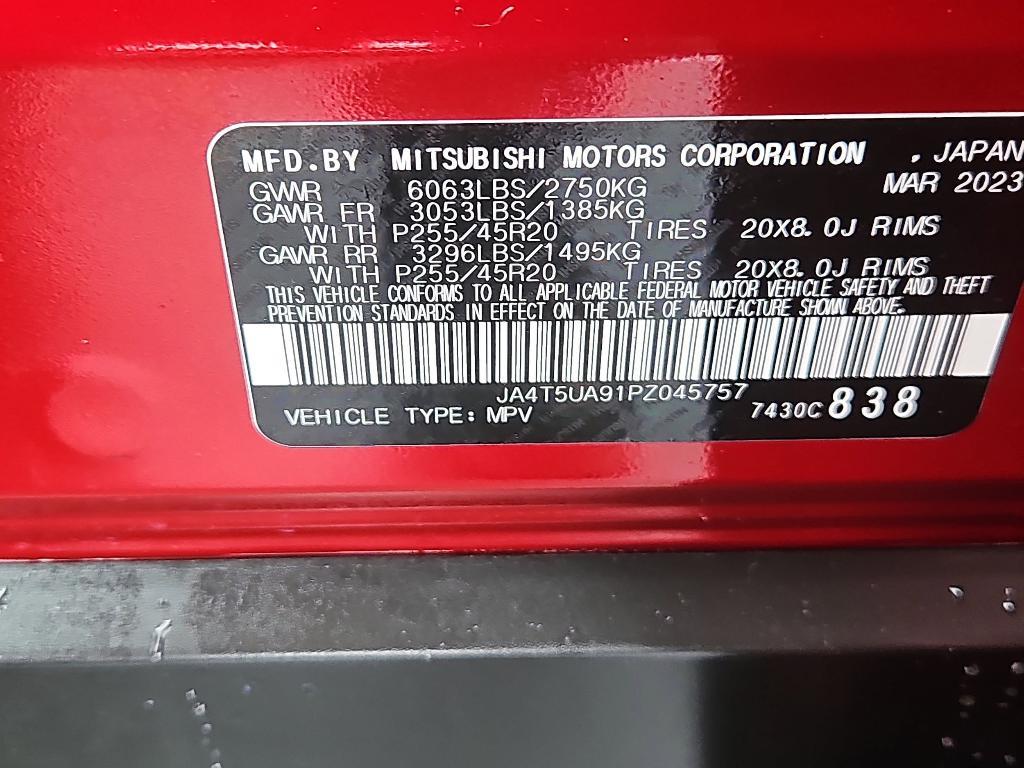 MFD.BY MITSUBISHI MOTORS CORPORATION , JAPAN
MAR 2023
GVWR 6063LBS/2750KG
GAWR FR 3053LBS/1385KG
WITH P255/45R20 TIRES 20X8.0J RIMS
GAWR RR 3296LBS/1495KG
WITH P255/45R20 TIRES 20X8.0J RIMS
THIS VEHICLE CONFORMS TO ALL APPLICABLE FEDERAL MOTOR VEHICLE SAFETY AND THEFT
PREVENTION STANDARDS IN EFFECT ON THE DATE OF MANUFACTURE SHOWN ABOVE.
JA4T5UA91PZ045757
VEHICLE TYPE: MPV 7430C 838